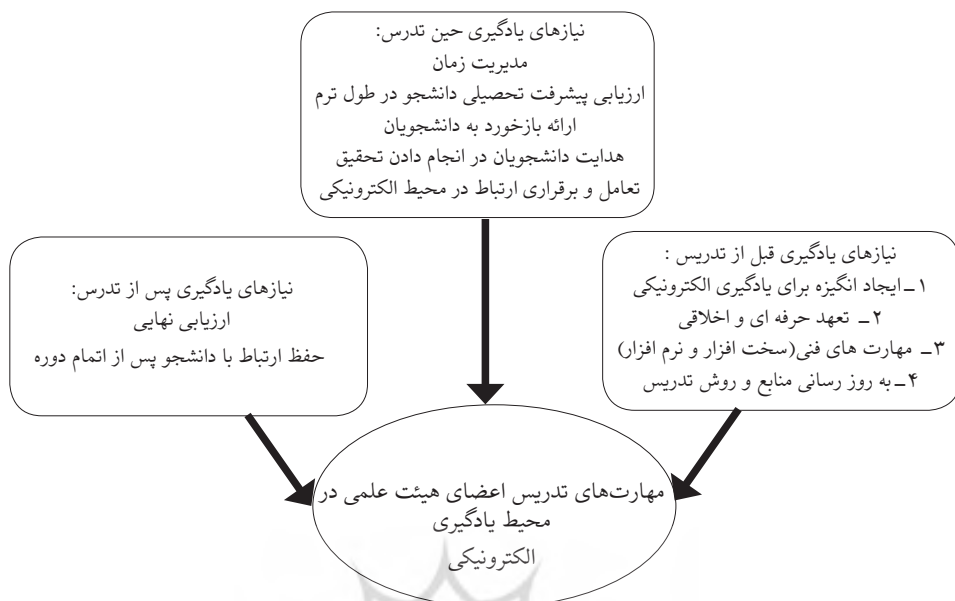 نیازهای یادگیری حین تدرس:
مدیریت زمان
ارزیابی پیشرفت تحصیلی دانشجو در طول ترم
ارائه بازخورد به دانشجویان
هدایت دانشجویان در انجام دادن تحقیق
تعامل و برقراری ارتباط در محیط الکترونیکی
نیازهای یادگیری قبل از تدریس :
۱ـ ایجاد انگیزه برای یادگیری الکترونیکی
۲ـ تعهد حرفه ای و اخلاقی
۳ـ مهارت های فنی(سخت افزار و نرم افزار)
۴ـ به روز رسانی منابع و روش تدریس
نیازهای یادگیری پس از تدرس:
ارزیابی نهایی
حفظ ارتباط با دانشجو پس از اتمام دوره
مهارت‌های تدریس اعضای هیئت علمی در
محیط یادگیری
الکترونیکی